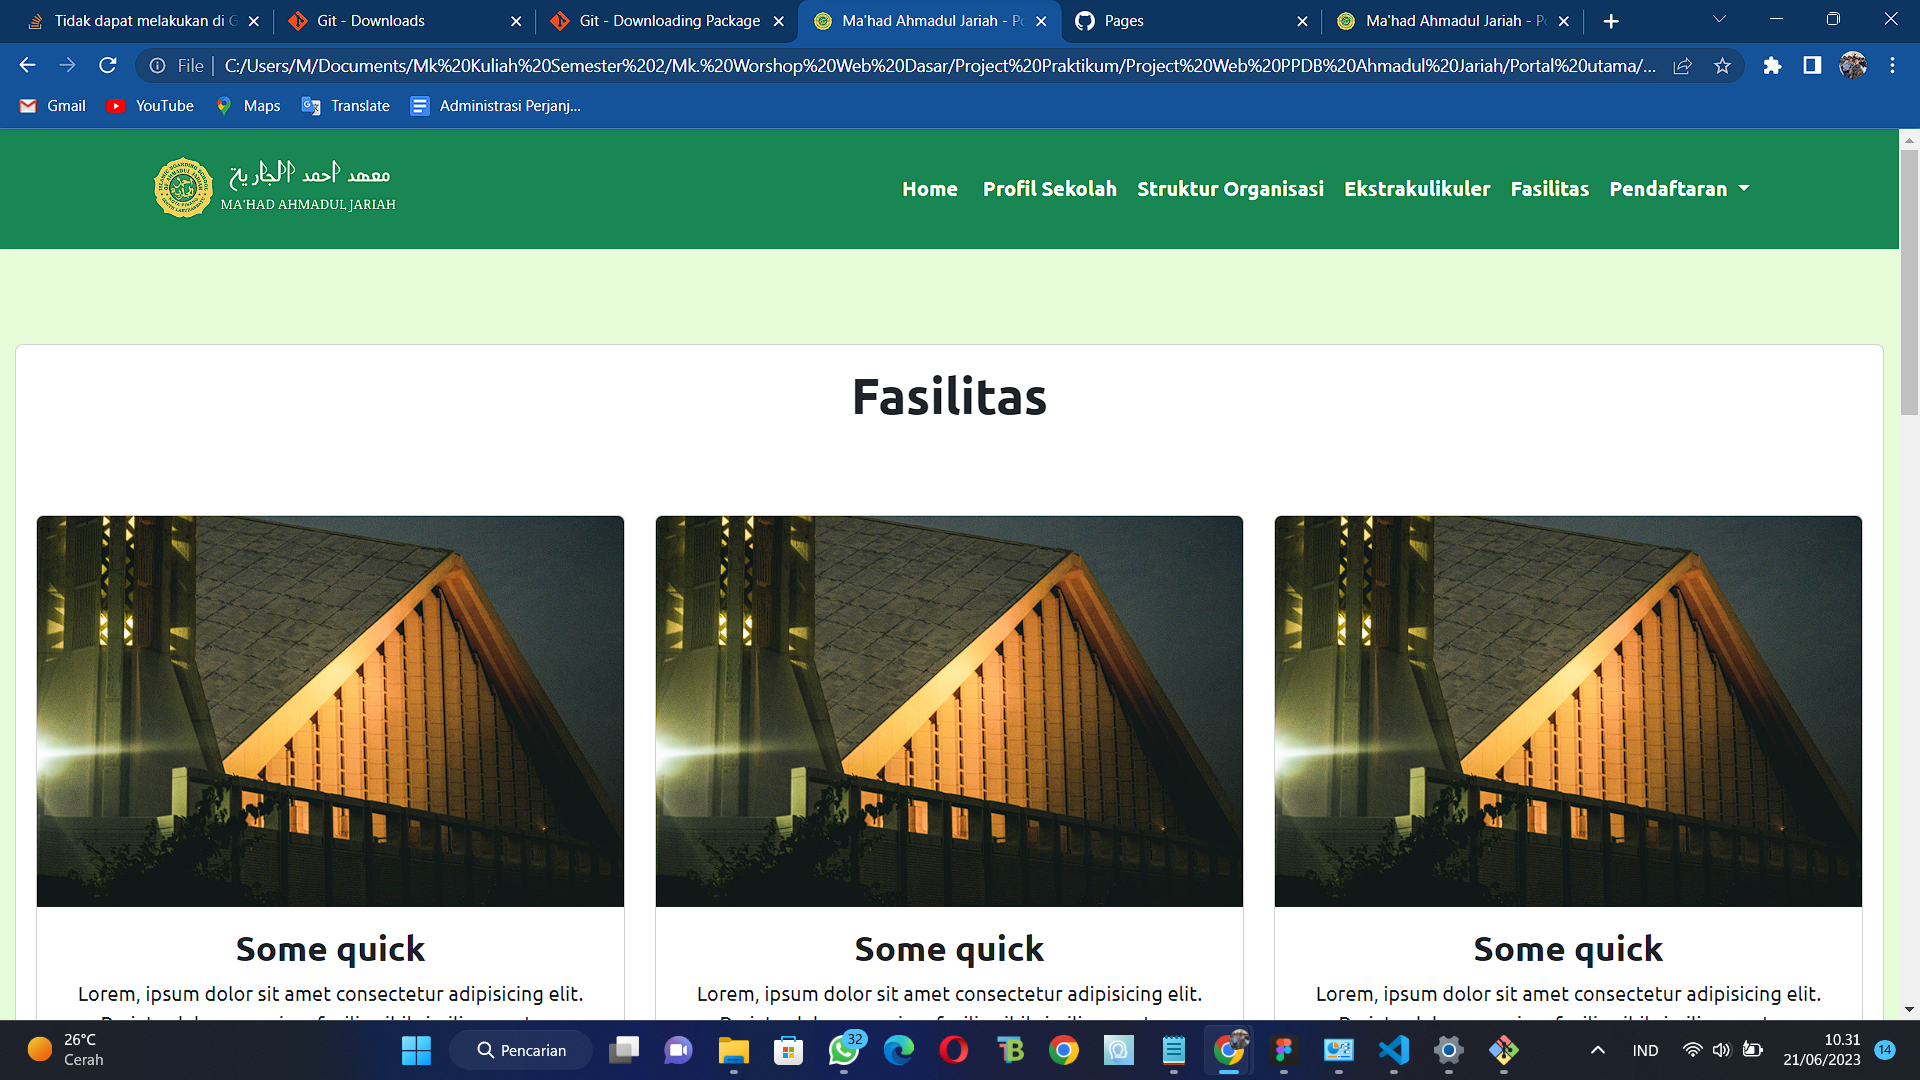 Tidak dapat melakukan di G
Git - Downloads
Git - Downloading Package
Ma'had Ahmadul Jariah - Po
Pages
Ma'had Ahmadul Jariah - Po
File
C:/Users/M/Documents/Mk%20Kuliah%20Semester%202/Mk.%20Worshop%20Web%20Dasar/Project%20Praktikum/Project%20Web%20PPDB%20Ahmadul%20Jariah/Portal%20utama/...
Gmail
YouTube
Maps
Translate
Administrasi Perjanj...
معهد احمد الجارية
MA'HAD AHMADUL JARIAH
Home
Profil Sekolah
Struktur Organisasi
Ekstrakulikuler
Fasilitas
Pendaftaran
Fasilitas
Some quick
Lorem, ipsum dolor sit amet consectetur adipisicing elit.
Some quick
Lorem, ipsum dolor sit amet consectetur adipisicing elit.
Some quick
Lorem, ipsum dolor sit amet consectetur adipisicing elit.
26°C
Cerah
Pencarian
32
IND
10.31
21/06/2023
14